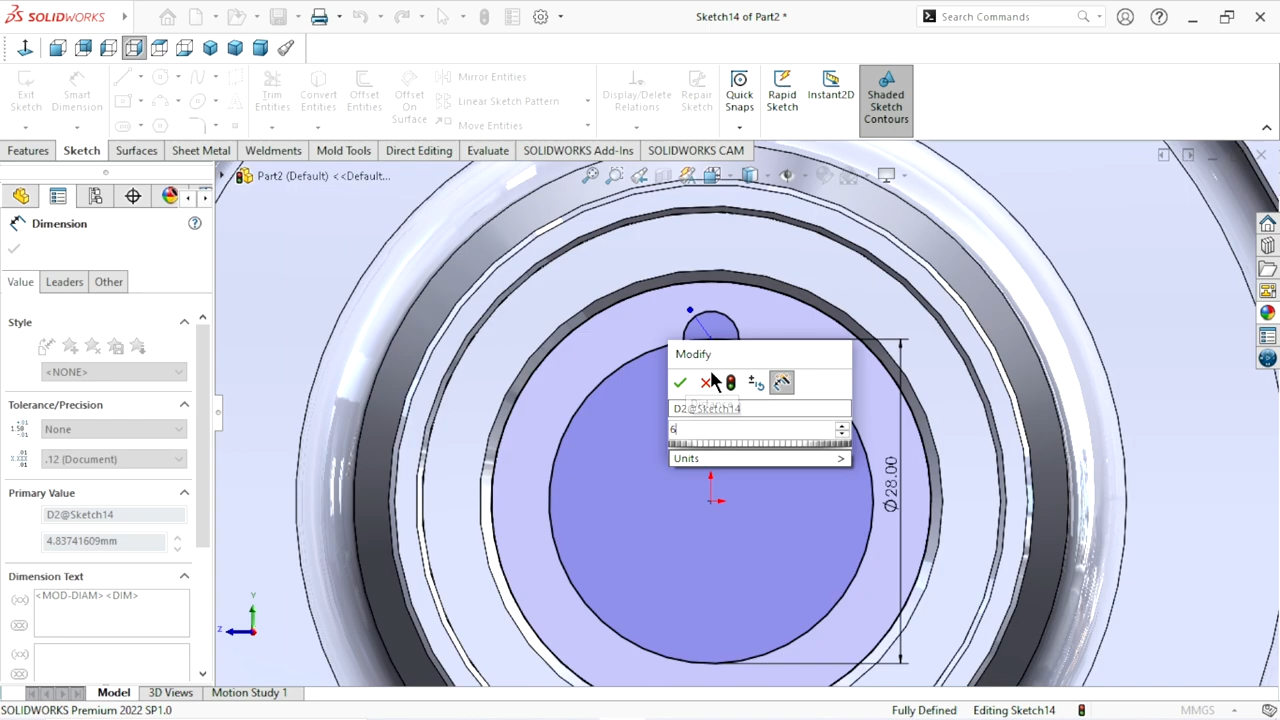 SOLIDWORKS
Sketch14 of Part2 *
Search Commands
Exit Sketch
Smart Dimension
Trim Entities
Convert Entities
Offset Entities
Offset On Surface
Mirror Entities
Linear Sketch Pattern
Move Entities
Display/Delete Relations
Repair Sketch
Quick Snaps
Rapid Sketch
Instant2D
Shaded Sketch Contours
Features
Sketch
Surfaces
Sheet Metal
Weldments
Mold Tools
Direct Editing
Evaluate
SOLIDWORKS Add-Ins
SOLIDWORKS CAM
Part2 (Default) <<Default...
Dimension
Value
Leaders
Other
Style
<NONE>
Tolerance/Precision
None
.12 (Document)
Primary Value
D2@Sketch14
4.83741609mm
Dimension Text
<MOD-DIAM><DIM>
Modify
D2@Sketch14
6
Units
Ø28.00
Y
Z
Model
3D Views
Motion Study 1
SOLIDWORKS Premium 2022 SP1.0
Fully Defined
Editing Sketch14
MMGS